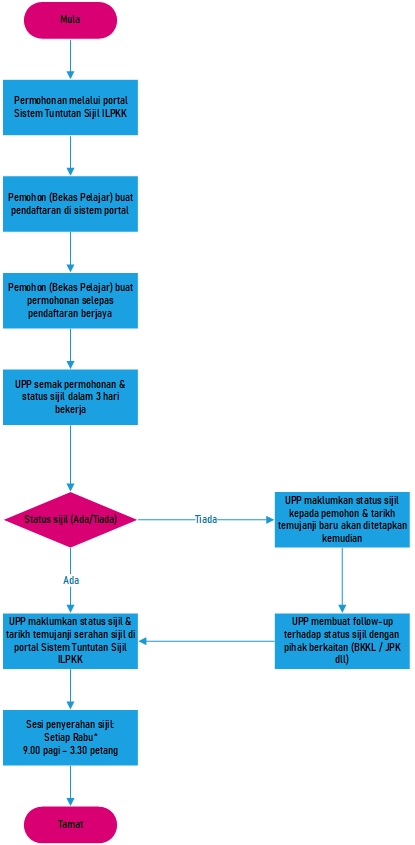 Mula
Permohonan melalui portal
Sistem Tuntutan Sijil ILPKK
Pemohon (Bekas Pelajar) buat
pendaftaran di sistem portal
Pemohon (Bekas Pelajar) buat
permohonan selepas
pendaftaran berjaya
UPP semak permohonan &
status sijil dalam 3 hari
bekerja
Status sijil (Ada/Tiada)
Tiada
UPP maklumkan status sijil
kepada pemohon & tarikh
temujanji baru akan ditetapkan
kemudian
Ada
UPP maklumkan status sijil &
tarikh temujanji serahan sijil di
portal Sistem Tuntutan Sijil
ILPKK
UPP membuat follow-up
terhadap status sijil dengan
pihak berkaitan (BKKL / JPK
dll)
Sesi penyerahan sijil:
Setiap Rabu*
9.00 pagi - 3.30 petang
Tamat